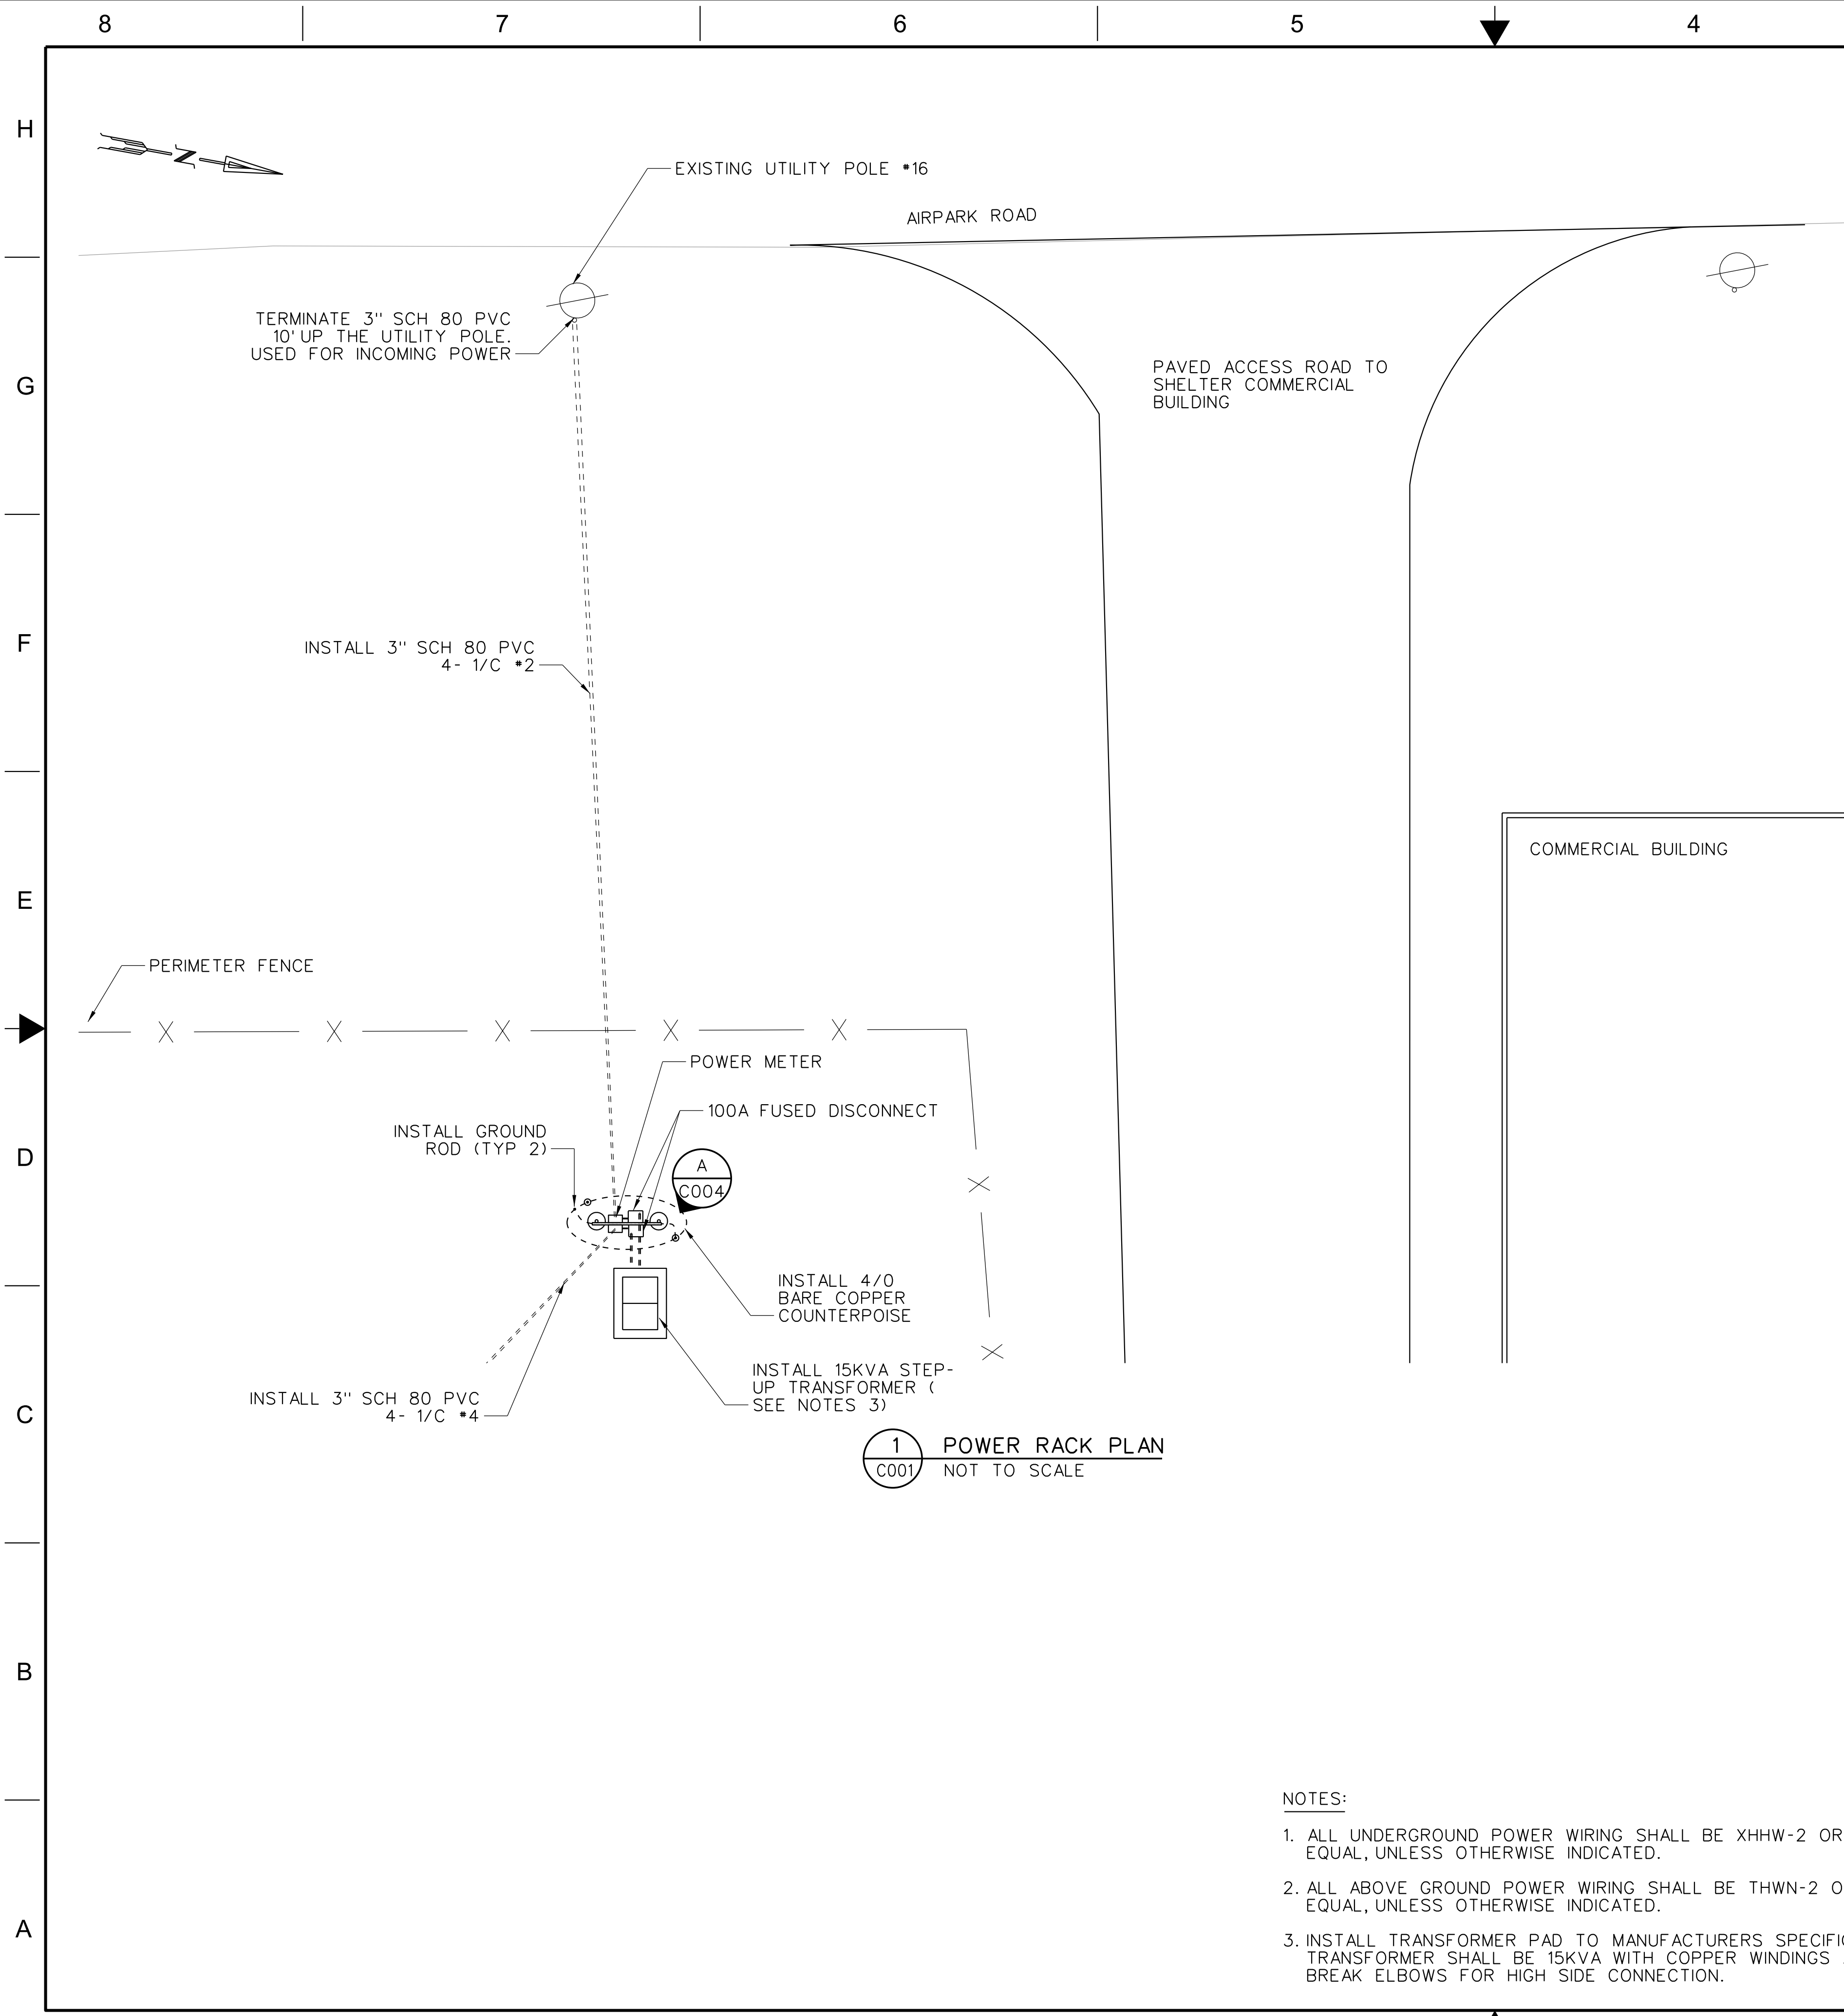 8
7
6
5
4
H
G
F
E
D
C
B
A
N
EXISTING UTILITY POLE #16
AIRPARK ROAD
TERMINATE 3'' SCH 80 PVC
10' UP THE UTILITY POLE.
USED FOR INCOMING POWER
PAVED ACCESS ROAD TO
SHELTER COMMERCIAL
BUILDING
INSTALL 3'' SCH 80 PVC
4- 1/C #2
COMMERCIAL BUILDING
PERIMETER FENCE
POWER METER
100A FUSED DISCONNECT
INSTALL GROUND
ROD (TYP 2)
A
C004
INSTALL 4/0
BARE COPPER
COUNTERPOISE
INSTALL 15KVA STEP-
UP TRANSFORMER (
SEE NOTES 3)
INSTALL 3'' SCH 80 PVC
4- 1/C #4
1
C001
POWER RACK PLAN
NOT TO SCALE
NOTES:
1. ALL UNDERGROUND POWER WIRING SHALL BE XHHW-2 OR
EQUAL, UNLESS OTHERWISE INDICATED.
2. ALL ABOVE GROUND POWER WIRING SHALL BE THWN-2
EQUAL, UNLESS OTHERWISE INDICATED.
3. INSTALL TRANSFORMER PAD TO MANUFACTURERS
TRANSFORMER SHALL BE 15KVA WITH COPPER WINDINGS
BREAK ELBOWS FOR HIGH SIDE CONNECTION.